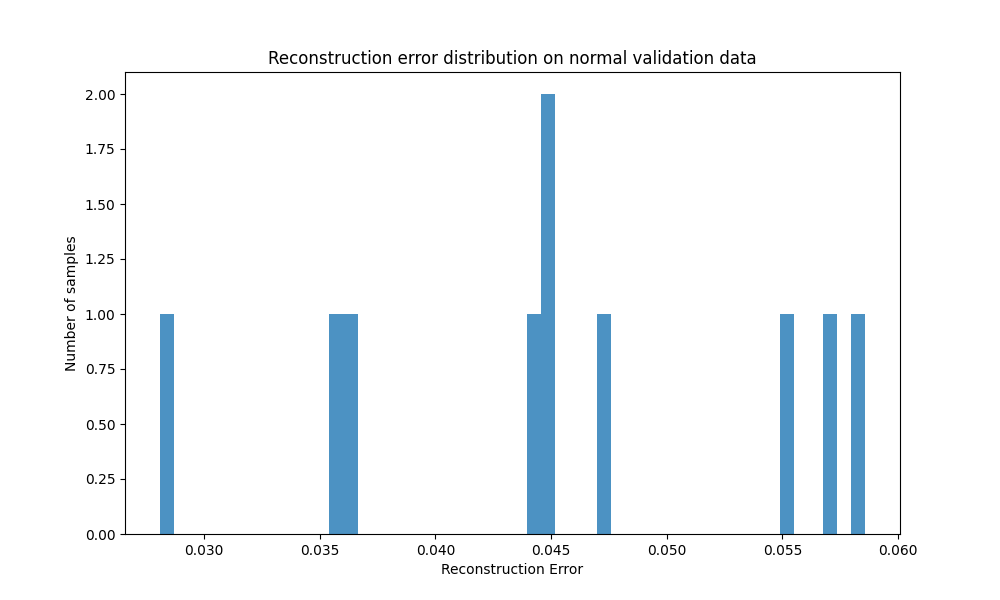 Reconstruction error distribution on normal validation data
Number of samples
2.00
1.75
1.50
1.25
1.00
0.75
0.50
0.25
0.00
0.030 0.035 0.040 0.045 0.050 0.055 0.060
Reconstruction Error